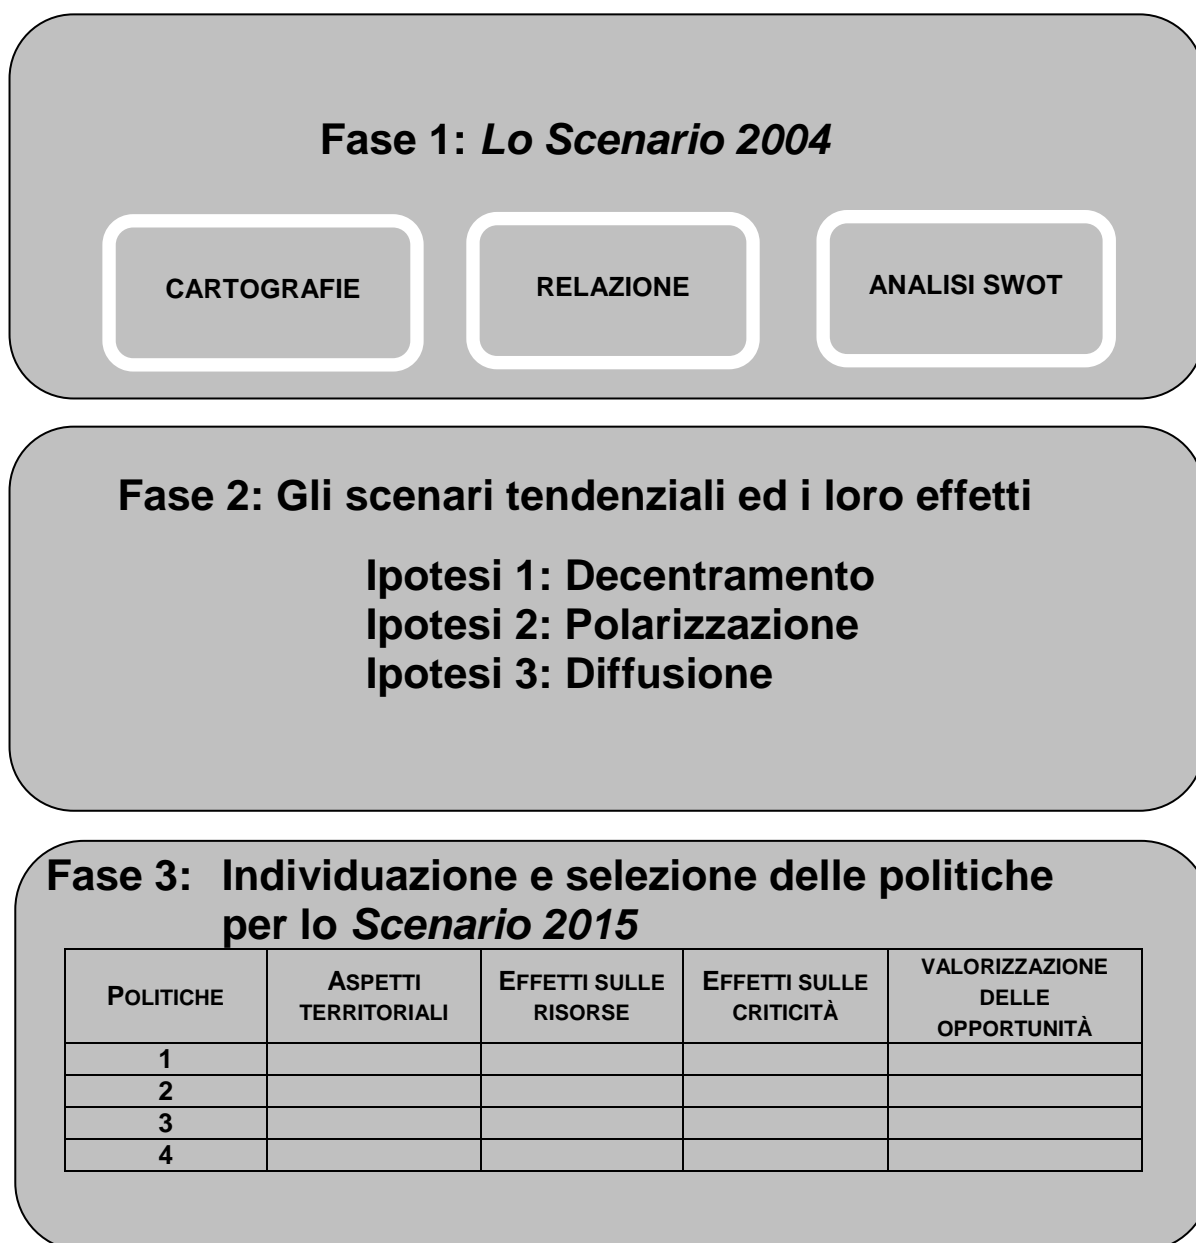 Fase 1: Lo Scenario 2004
CARTOGRAFIE
RELAZIONE
ANALISI SWOT
Fase 2: Gli scenari tendenziali ed i loro effetti
Ipotesi 1: Decentramento
Ipotesi 2: Polarizzazione
Ipotesi 3: Diffusione
Fase 3: Individuazione e selezione delle politiche
per lo Scenario 2015
POLITICHE
ASPETTI
TERRITORIALI
EFFETTI SULLE
RISORSE
EFFETTI SULLE
CRITICITÀ
VALORIZZAZIONE
DELLE
OPPORTUNITÀ
1
2
3
4